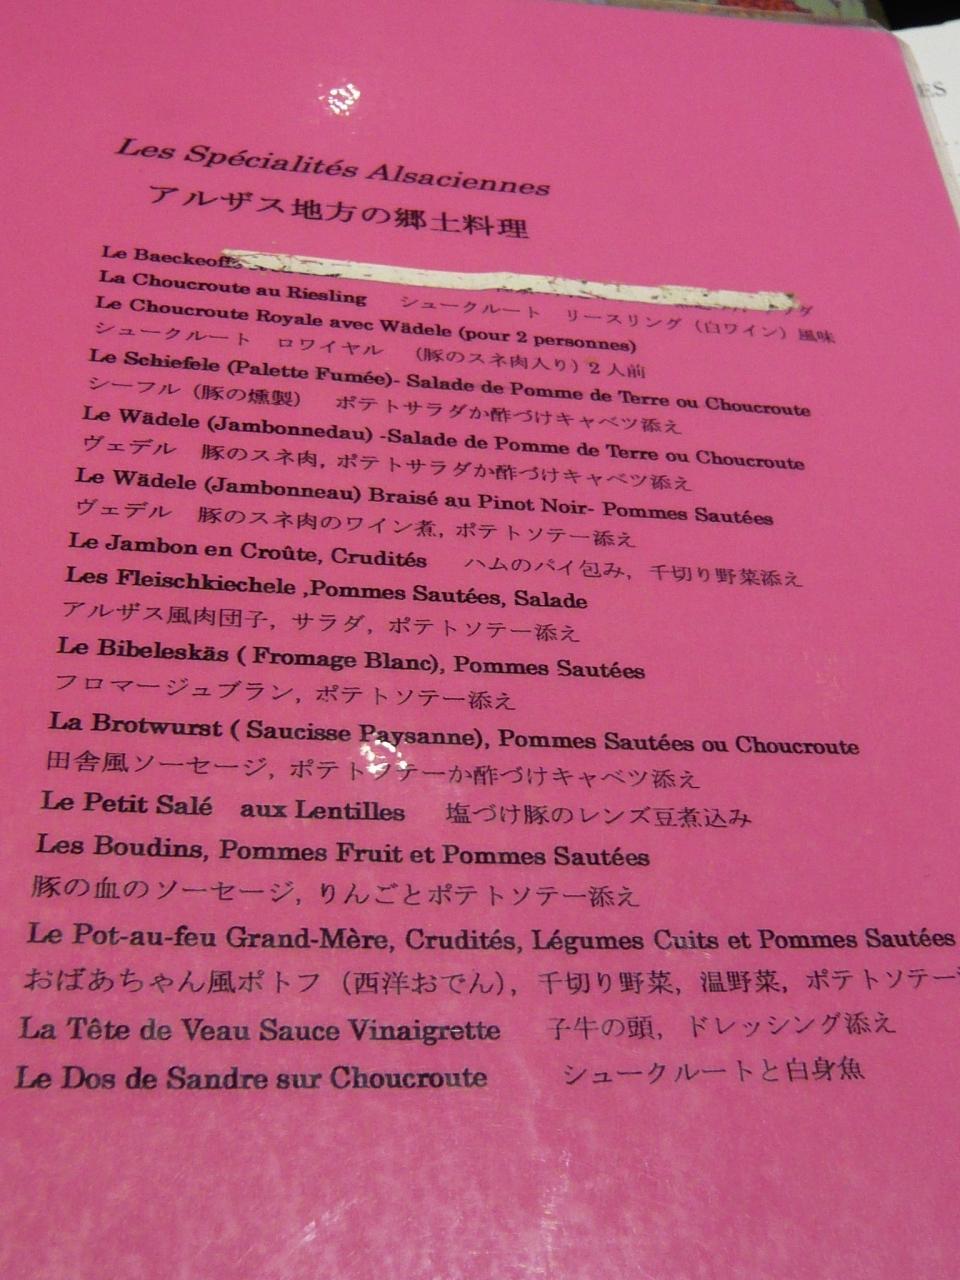 ES
Les Spécialités Alsaciennes
アルザス地方の郷土料理
Le Baeckeoffe
La Choucroute au Riesling シュークルート リースリング（白ワイン）風味
Le Choucroute Royale avec Wädele (pour 2 personnes)
シュークルート ロワイヤル （豚のスネ肉入り）2人前
Le Schiefele (Palette Fumée)- Salade de Pomme de Terre ou Choucroute
シーフル（豚の燻製） ポテトサラダか酢づけキャベツ添え
Le Wädele (Jambonnedau) -Salade de Pomme de Terre ou Choucroute
ヴェデル 豚のスネ肉, ポテトサラダか酢づけキャベツ添え
Le Wädele (Jambonneau) Braisé au Pinot Noir- Pommes Sautées
ヴェデル 豚のスネ肉のワイン煮, ポテトソテー添え
Le Jambon en Croûte, Crudités ハムのパイ包み, 千切り野菜添え
Les Fleischkiechele ,Pommes Sautées, Salade
アルザス風肉団子, サラダ, ポテトソテー添え
Le Bibeleskäs ( Fromage Blanc), Pommes Sautées
フロマージュブラン, ポテトソテー添え
La Brotwurst ( Saucisse Paysanne), Pommes Sautées ou Choucroute
田舎風ソーセージ, ポテトソテーか酢づけキャベツ添え
Le Petit Salé aux Lentilles 塩づけ豚のレンズ豆煮込み
Les Boudins, Pommes Fruit et Pommes Sautées
豚の血のソーセージ, りんごとポテトソテー添え
Le Pot-au-feu Grand-Mère, Crudités, Légumes Cuits et Pommes Sautées
おばあちゃん風ポトフ（西洋おでん）, 千切り野菜, 温野菜, ポテトソテー
La Tête de Veau Sauce Vinaigrette 子牛の頭, ドレッシング添え
Le Dos de Sandre sur Choucroute シュークルートと白身魚